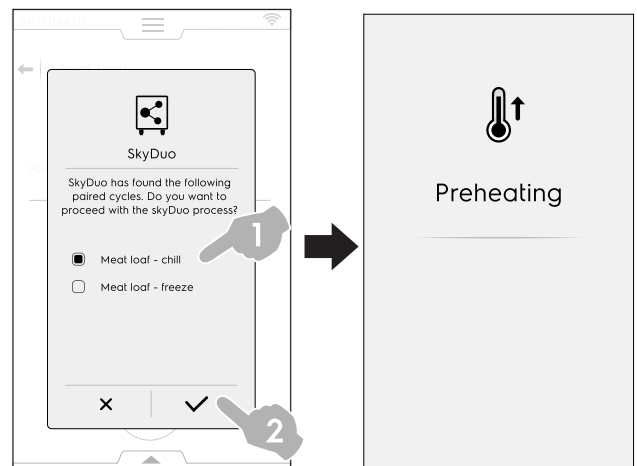 AUTOMATIC
SkyDuo
SkyDuo has found the following
paired cycles. Do you want to
proceed with the skyDuo process?
1
Meat loaf - chill
Meat loaf - freeze
2
Preheating